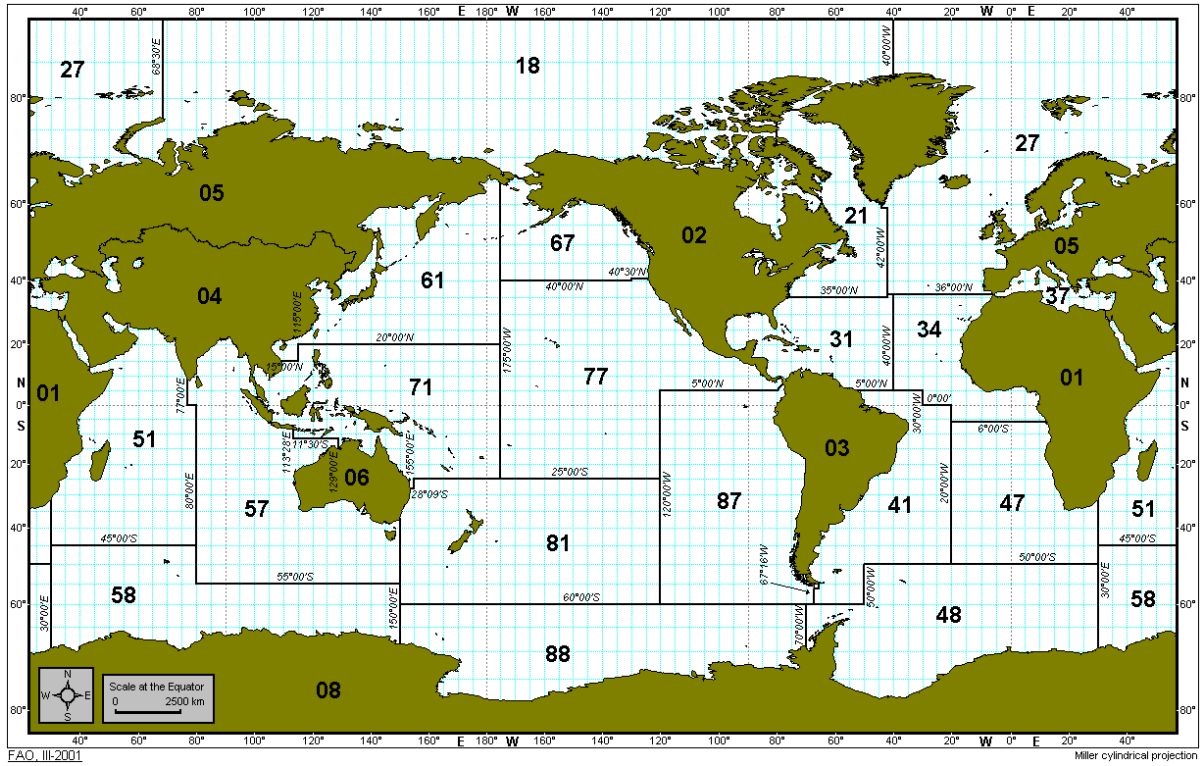 40° 60° 80° 100° 120° 140° 160° E 180° W 160° 140° 120° 100° 80° 60° 40° 20° W 0° E 20° 40°
27
68°30'E
18
40°00'W
80°
80°
27
05
60°
21
60°
67
02
05
42°00'W
40°
61
40°30'N
40°00'N
40°
04
115°00'E
35°00'N
36°00'N
37
31
34
20°00'N
175°00'W
40°00'W
20°
20°
15°00'N
71
77
01
77°00'E
5°00'N
5°00'N
01
N
0°
S
0°00'
30°00'W
N
0°
S
51
6°00'S
113°28'E
11°30'S
155°00'E
03
20°
129°00'E
06
25°00'S
20°
80°00'E
28°09'S
120°00'W
20°00'W
57
87
41
47
51
40°
45°00'S
81
45°00'S
40°
67°16'W
50°00'S
55°00'S
50°00'W
30°00'E
58
58
60°
30°00'E
150°00'E
60°00'S
70°00'W
48
60°
88
N
W E
S
Scale at the Equator
0 2500 km
08
80°
80°
40° 60° 80° 100° 120° 140° 160° E 180° W 160° 140° 120° 100° 80° 60° 40° 20° W 0° E 20° 40°
FAO, III-2001
Miller cylindrical projection